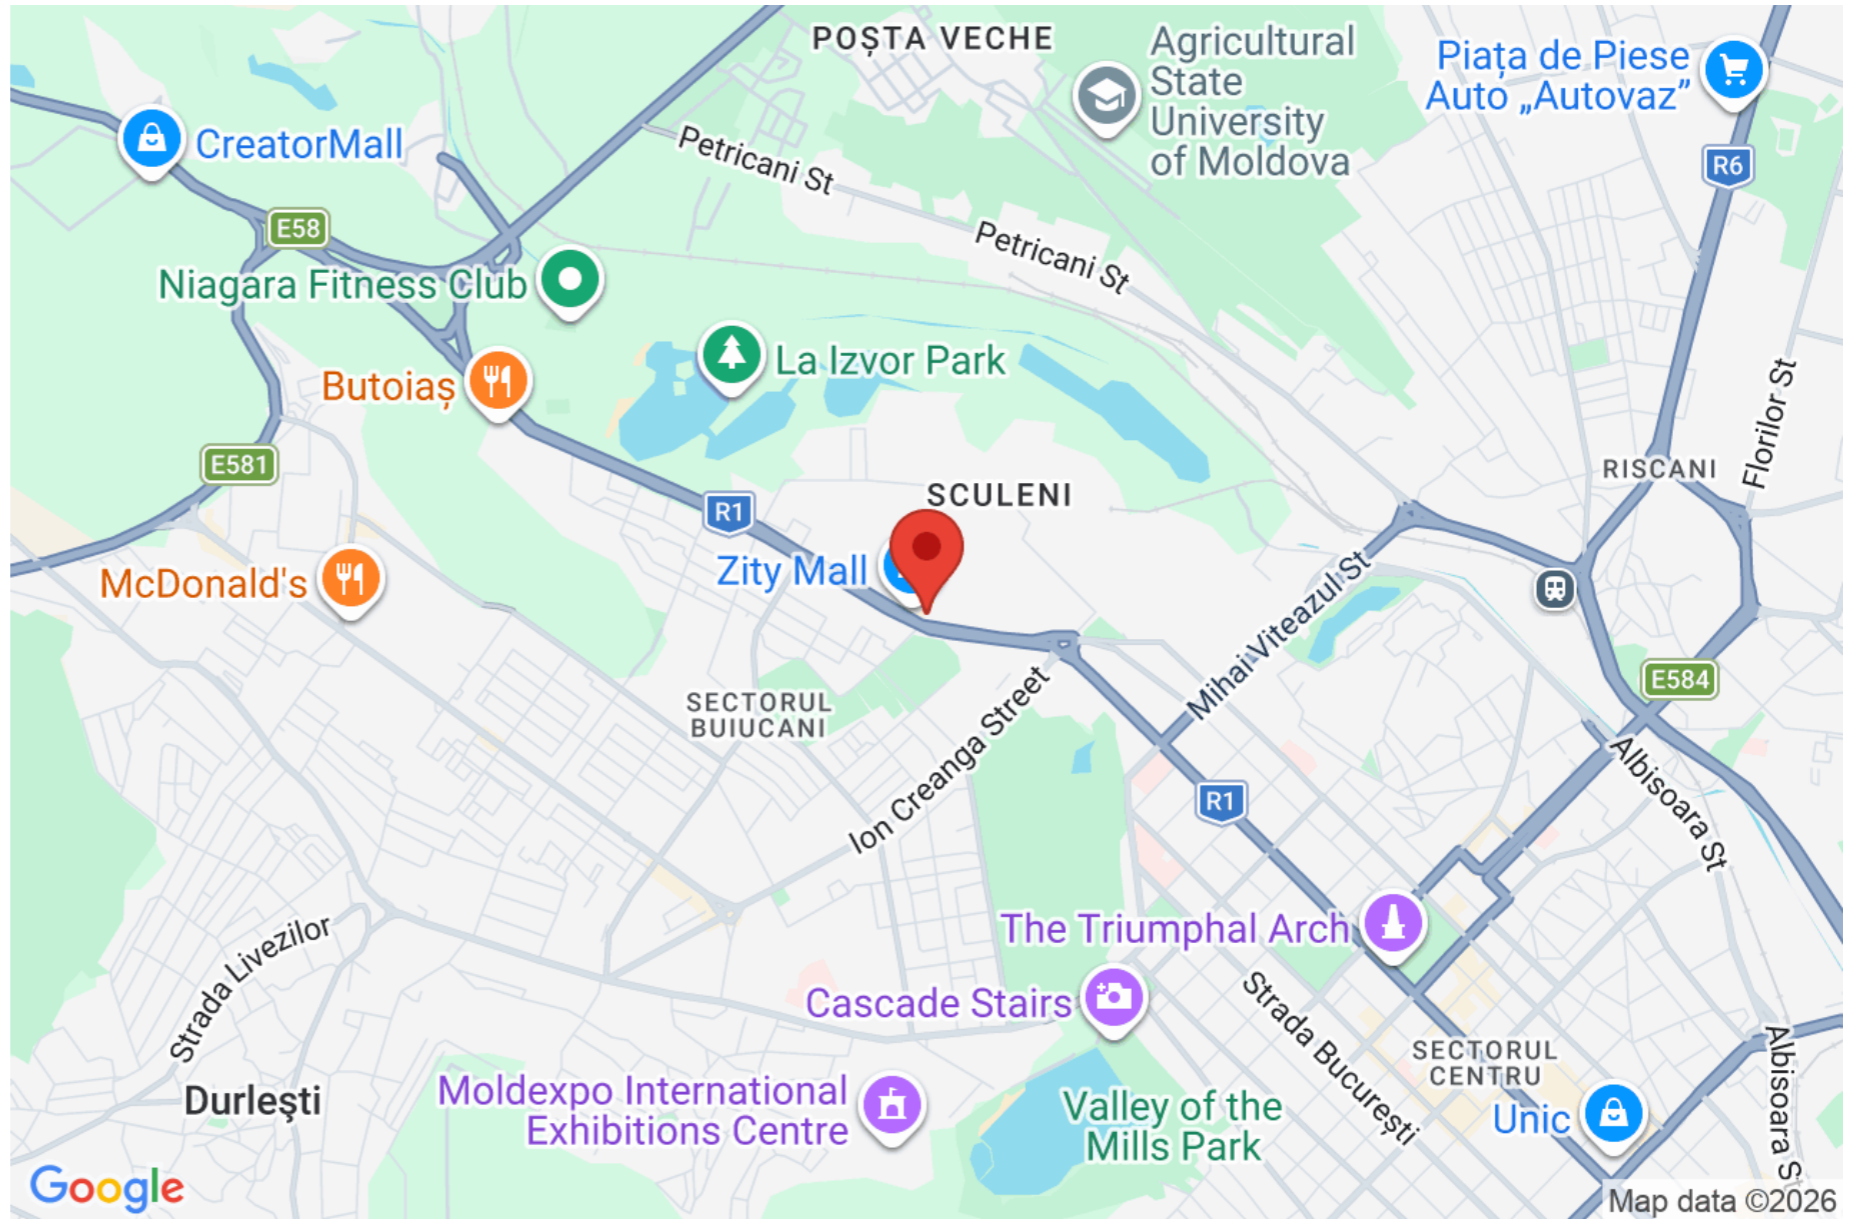 POȘTA VECHE
Agricultural
State
University
of Moldova
Piața de Piese
Auto „Autovaz”
CreatorMall
Petricani St
R6
E58
Petricani St
Niagara Fitness Club
La Izvor Park
Butoiaș
Florilor St
E581
RISCANI
SCULENI
R1
Zity Mall
McDonald's
Mihai Viteazul St
E584
SECTORUL
BUIUCANI
Ion Creanga Street
Albisoara St
R1
The Triumphal Arch
Strada Livezilor
Cascade Stairs
Strada București
SECTORUL
CENTRU
Albisoara St
Durleşti
Moldexpo International
Exhibitions Centre
Valley of the
Mills Park
Unic
Google
Map data ©2026